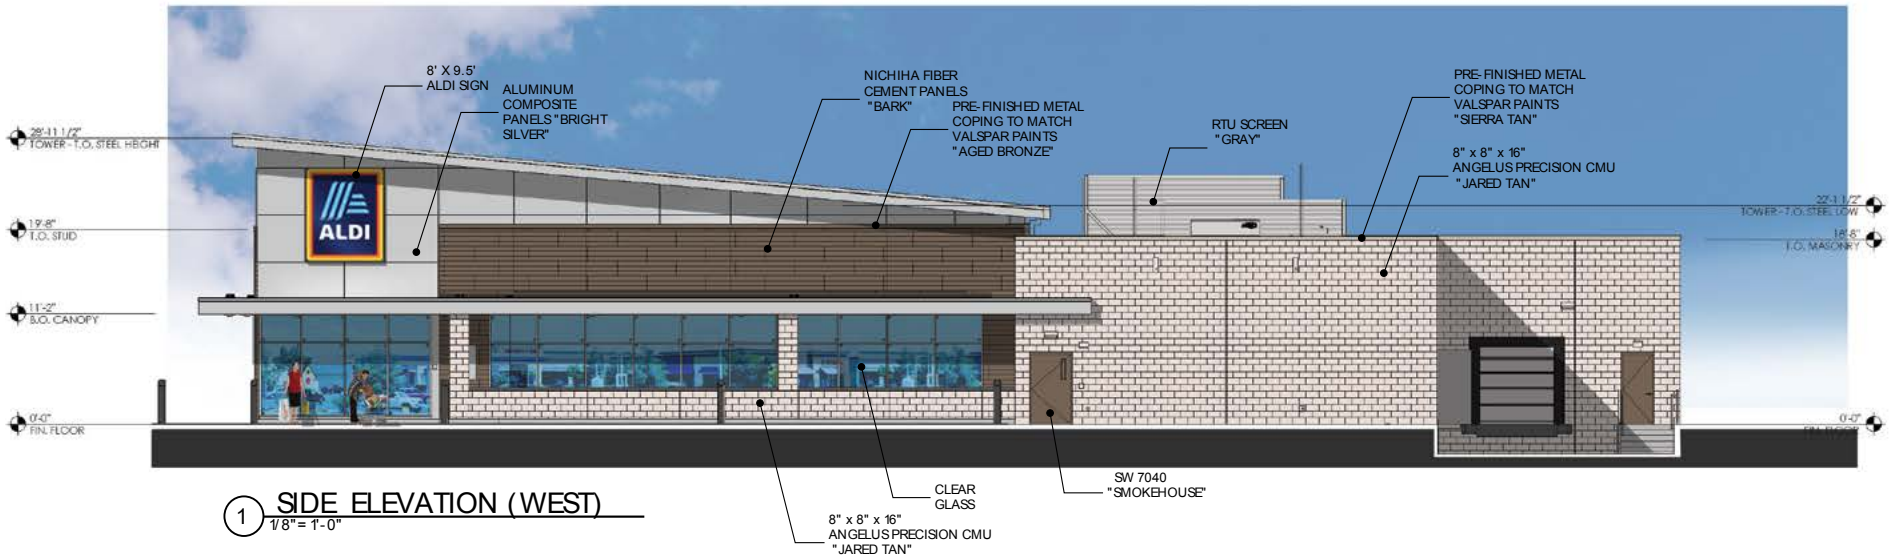 8' X 9.5'
ALDI SIGN
ALUMINUM
COMPOSITE
PANELS "BRIGHT
SILVER"
NICHIHA FIBER
CEMENT PANELS
"BARK"
PRE-FINISHED METAL
COPING TO MATCH
VALSPAR PAINTS
"AGED BRONZE"
RTU SCREEN
"GRAY"
PRE-FINISHED METAL
COPING TO MATCH
VALSPAR PAINTS
"SIERRA TAN"
8" x 8" x 16"
ANGELUS PRECISION CMU
"JARED TAN"
28'-11 1/2"
TOWER - T.O. STEEL HEIGHT
19'-8"
T.O. STUD
11'-2"
B.O. CANOPY
0'-0"
FIN. FLOOR
ALDI
22'-1 1/2"
TOWER - T.O. STEEL LOW
18'-8"
T.O. MASONRY
0'-0"
FIN. FLOOR
CLEAR
GLASS
8" x 8" x 16"
ANGELUS PRECISION CMU
"JARED TAN"
SW 7040
"SMOKEHOUSE"
1
SIDE ELEVATION (WEST)
1/8" = 1'-0"